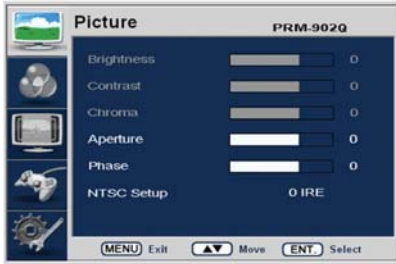 Picture PRM-902Q
Brightness 0
Contrast 0
Chroma 0
Aperture 0
Phase 0
NTSC Setup 0 IRE
MENU Exit ▲▼ Move ENT. Select